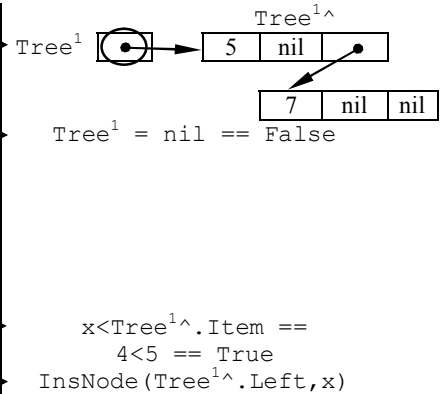 Tree¹^
Tree¹ 5 nil
7 nil nil
Tree¹ = nil == False
x<Tree¹^.Item ==
4<5 == True
InsNode(Tree¹^.Left,x)